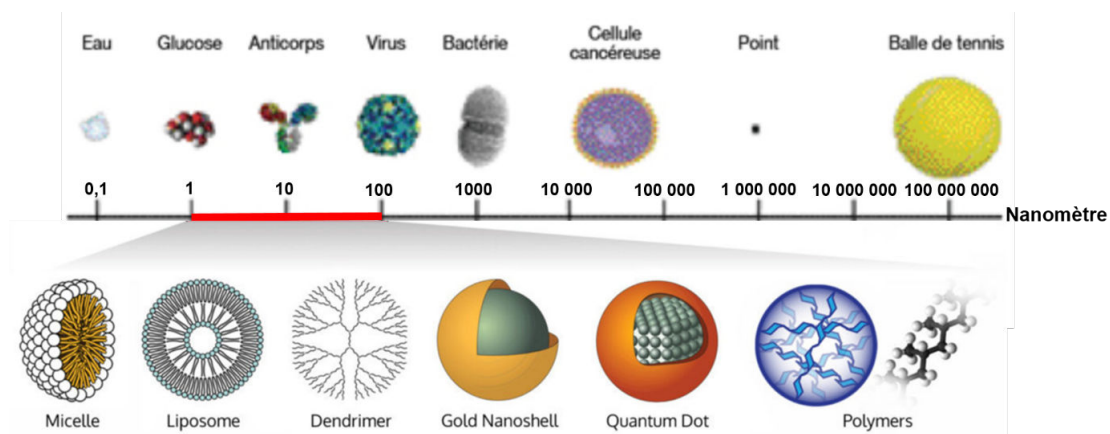 Eau
Glucose
Anticorps
Virus
Bactérie
Cellule
cancéreuse
Point
Balle de tennis
0,1
1
10
100
1000
10 000
100 000
1 000 000
10 000 000
100 000 000
Nanomètre
Micelle
Liposome
Dendrimer
Gold Nanoshell
Quantum Dot
Polymers